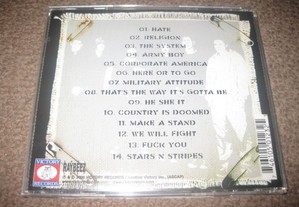 01. HATE
02. RELIGION
03. THE SYSTEM
04. ARMY BOY
05. CORPORATE AMERICA
06. HERE OR TO GO
07. MILITARY ATTITUDE
08. THAT'S THE WAY IT'S GOTTA BE
09. HE SHE IT
10. COUNTRY IS DOOMED
11. MAKE A STAND
12. WE WILL FIGHT
13. FUCK YOU
14. STARS N STRIPES
VICTORY
RECORDS
RAYBEEZ